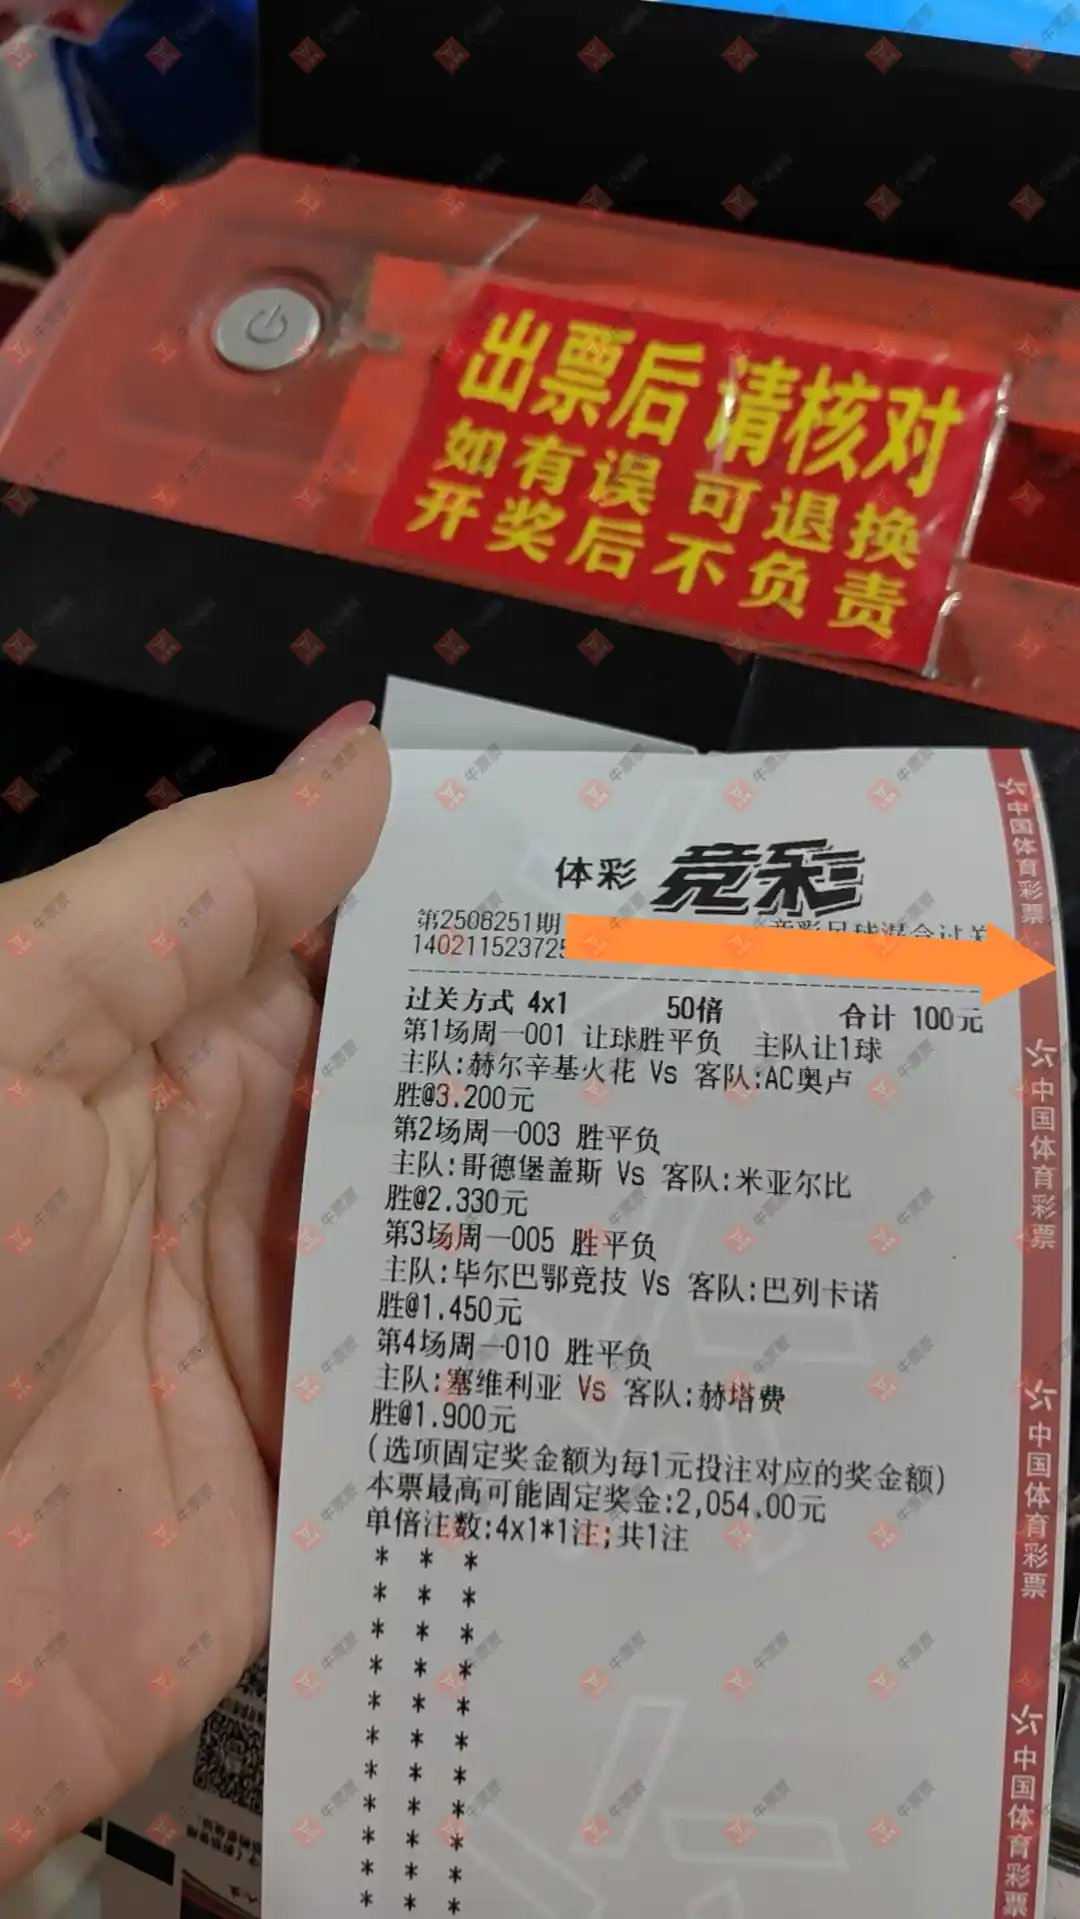 出票后 请核对
如有误 可退换
开奖后不负责
体彩 竞彩
第2508251期
竞彩足球混合过关
14021152372
过关方式 4x1 50倍 合计 100元
第1场周一001 让球胜平负 主队让1球
主队:赫尔辛基火花 Vs 客队:AC奥卢
胜@3.200元
第2场周一003 胜平负
主队:哥德堡盖斯 Vs 客队:米亚尔比
胜@2.330元
第3场周一005 胜平负
主队:毕尔巴鄂竞技 Vs 客队:巴列卡诺
胜@1.450元
第4场周一010 胜平负
主队:塞维利亚 Vs 客队:赫塔费
胜@1.900元
(选项固定奖金额为每1元投注对应的奖金额)
本票最高可能固定奖金:2,054.00元
单倍注数:4x1*1注;共1注
* * *
* * *
* * *
* * *
* * *
* * *
* * *
* * *
* * *
* * *
中国体育彩票
中国体育彩票
中国体育彩票
中国体育彩票
牛票票